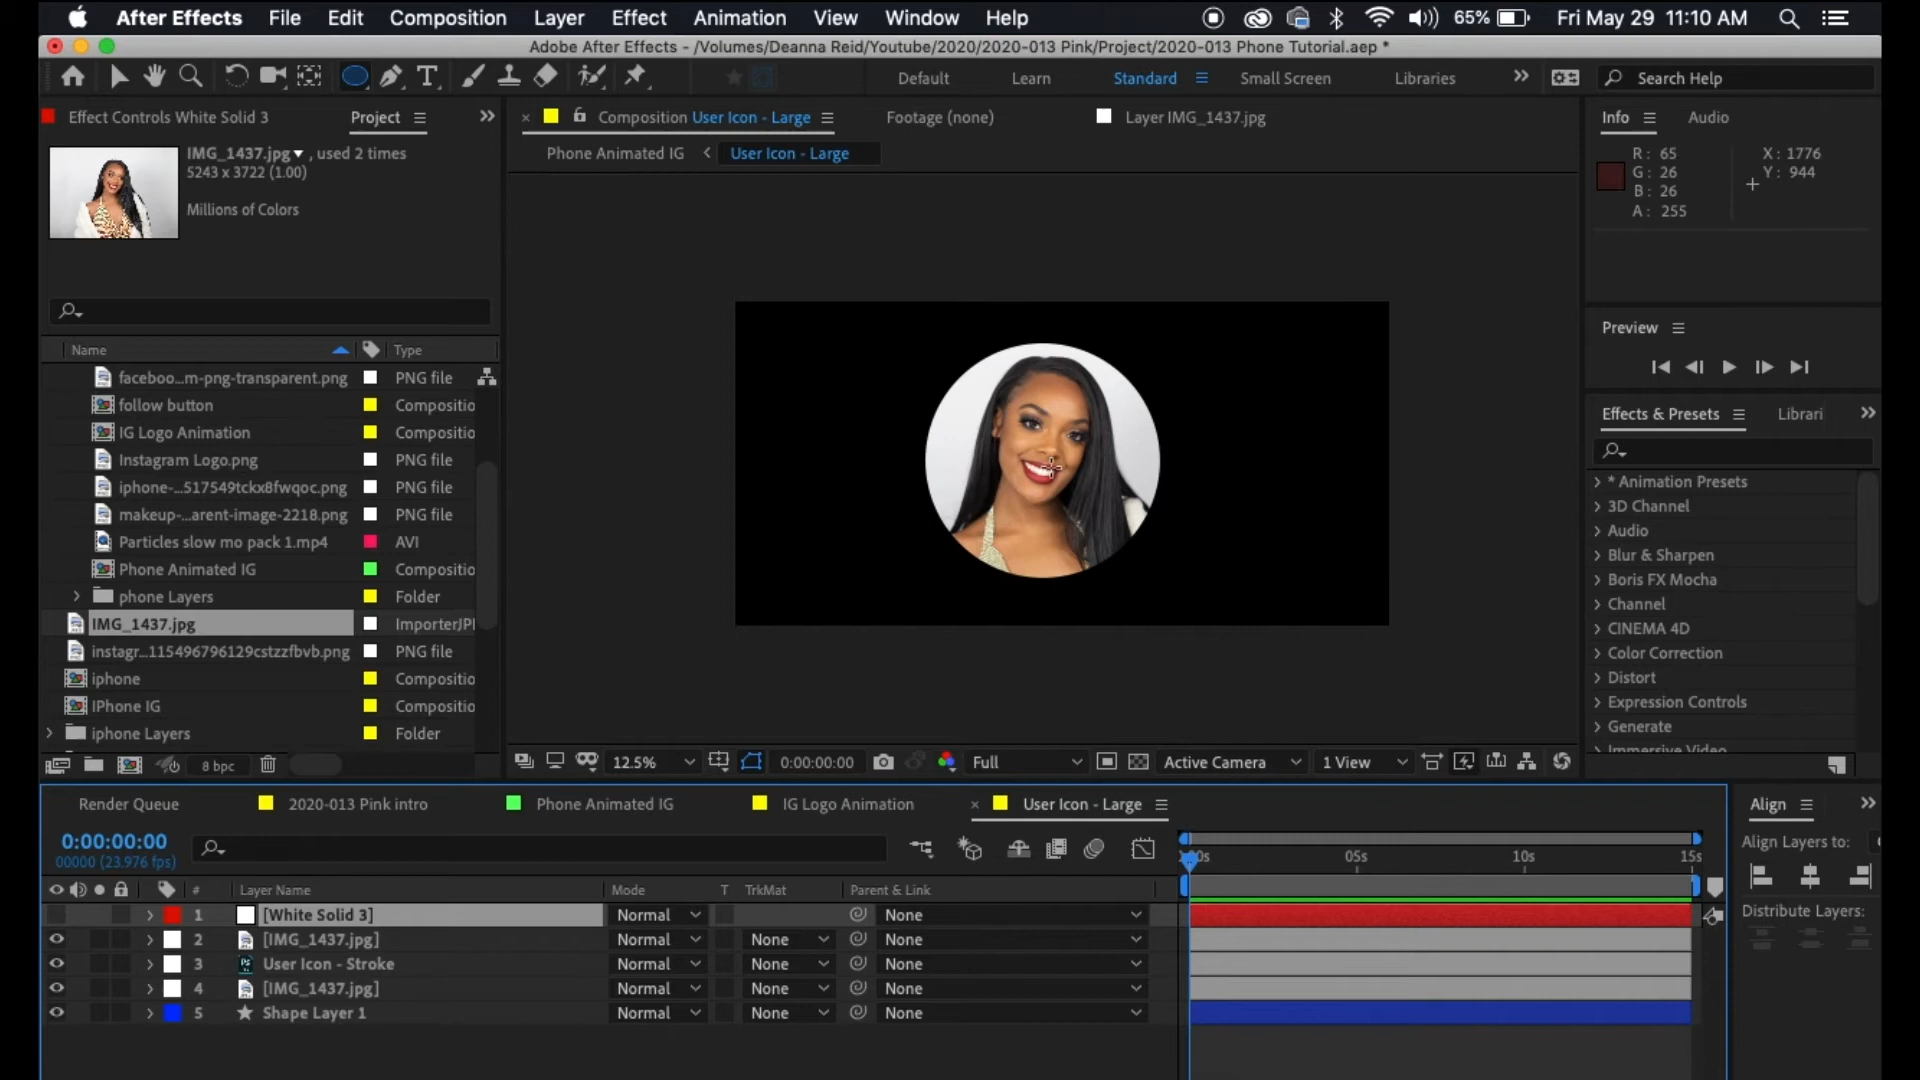 After Effects File Edit Composition Layer Effect Animation View Window Help 65% Fri May 29 11:10 AM
Adobe After Effects - /Volumes/Deanna Reid/Youtube/2020/2020-013 Pink/Project/2020-013 Phone Tutorial.aep *
Default Learn Standard Small Screen Libraries Search Help
Effect Controls White Solid 3 Project
Composition User Icon - Large Footage (none) Layer IMG_1437.jpg
Info Audio
Phone Animated IG User Icon - Large
IMG_1437.jpg , used 2 times
5243 x 3722 (1.00)
Millions of Colors
R: 65 X: 1776
G: 26 Y: 944
B: 26
A: 255
Preview
Name Type
faceboo...m-png-transparent.png PNG file
follow button Compositio
IG Logo Animation Compositio
Instagram Logo.png PNG file
iphone-...517549tckx8fwqoc.png PNG file
makeup-...arent-image-2218.png PNG file
Particles slow mo pack 1.mp4 AVI
Phone Animated IG Compositio
phone Layers Folder
IMG_1437.jpg ImporterJPI
instagr...115496796129cstzzfbvb.png PNG file
iphone Compositio
IPhone IG Compositio
iphone Layers Folder
8 bpc
Effects & Presets Librari
* Animation Presets
3D Channel
Audio
Blur & Sharpen
Boris FX Mocha
Channel
CINEMA 4D
Color Correction
Distort
Expression Controls
Generate
Immersive Video
12.5% 0:00:00:00 Full Active Camera 1 View
Render Queue 2020-013 Pink intro Phone Animated IG IG Logo Animation User Icon - Large
Align
0:00:00:00
00000 (23.976 fps)
Align Layers to:
05s 10s 15s
# Layer Name Mode T TrkMat Parent & Link
1 [White Solid 3] Normal None
2 [IMG_1437.jpg] Normal None None
3 User Icon - Stroke Normal None None
4 [IMG_1437.jpg] Normal None None
5 Shape Layer 1 Normal None None
Distribute Layers: